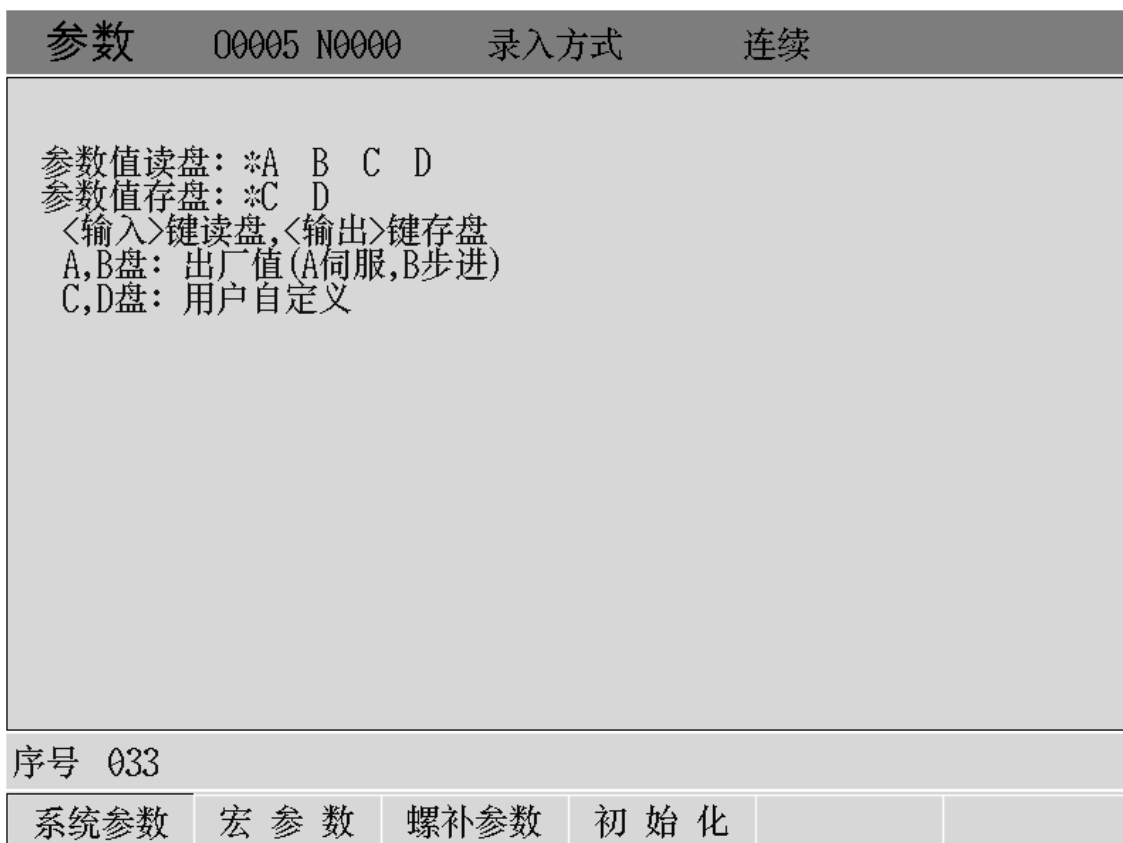 参数 O0005 N0000 录入方式 连续
参数值读盘: *A B C D
参数值存盘: *C D
<输入>键读盘,<输出>键存盘
A,B盘: 出厂值(A伺服,B步进)
C,D盘: 用户自定义
序号 033
系统参数 宏 参 数 螺补参数 初 始 化